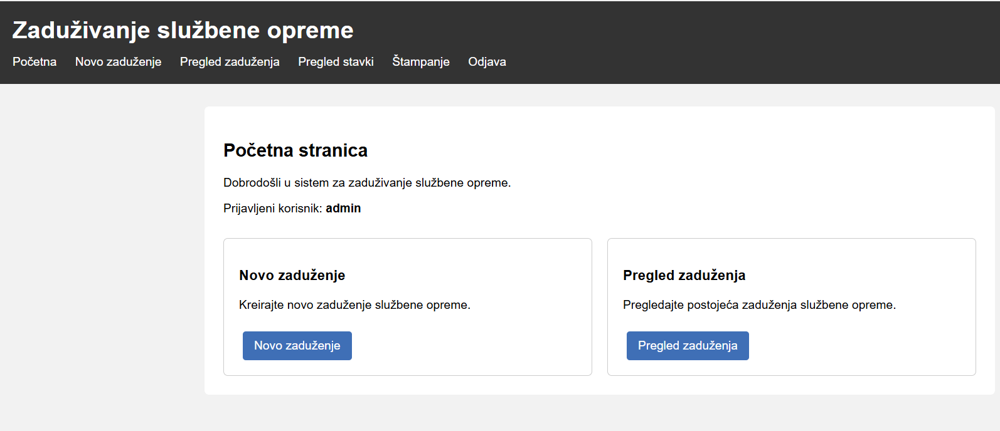 Zaduživanje službene opreme
Početna Novo zaduženje Pregled zaduženja Pregled stavki Štampanje Odjava
Početna stranica
Dobrodošli u sistem za zaduživanje službene opreme.
Prijavljeni korisnik: admin
Novo zaduženje
Kreirajte novo zaduženje službene opreme.
Novo zaduženje
Pregled zaduženja
Pregledajte postojeća zaduženja službene opreme.
Pregled zaduženja